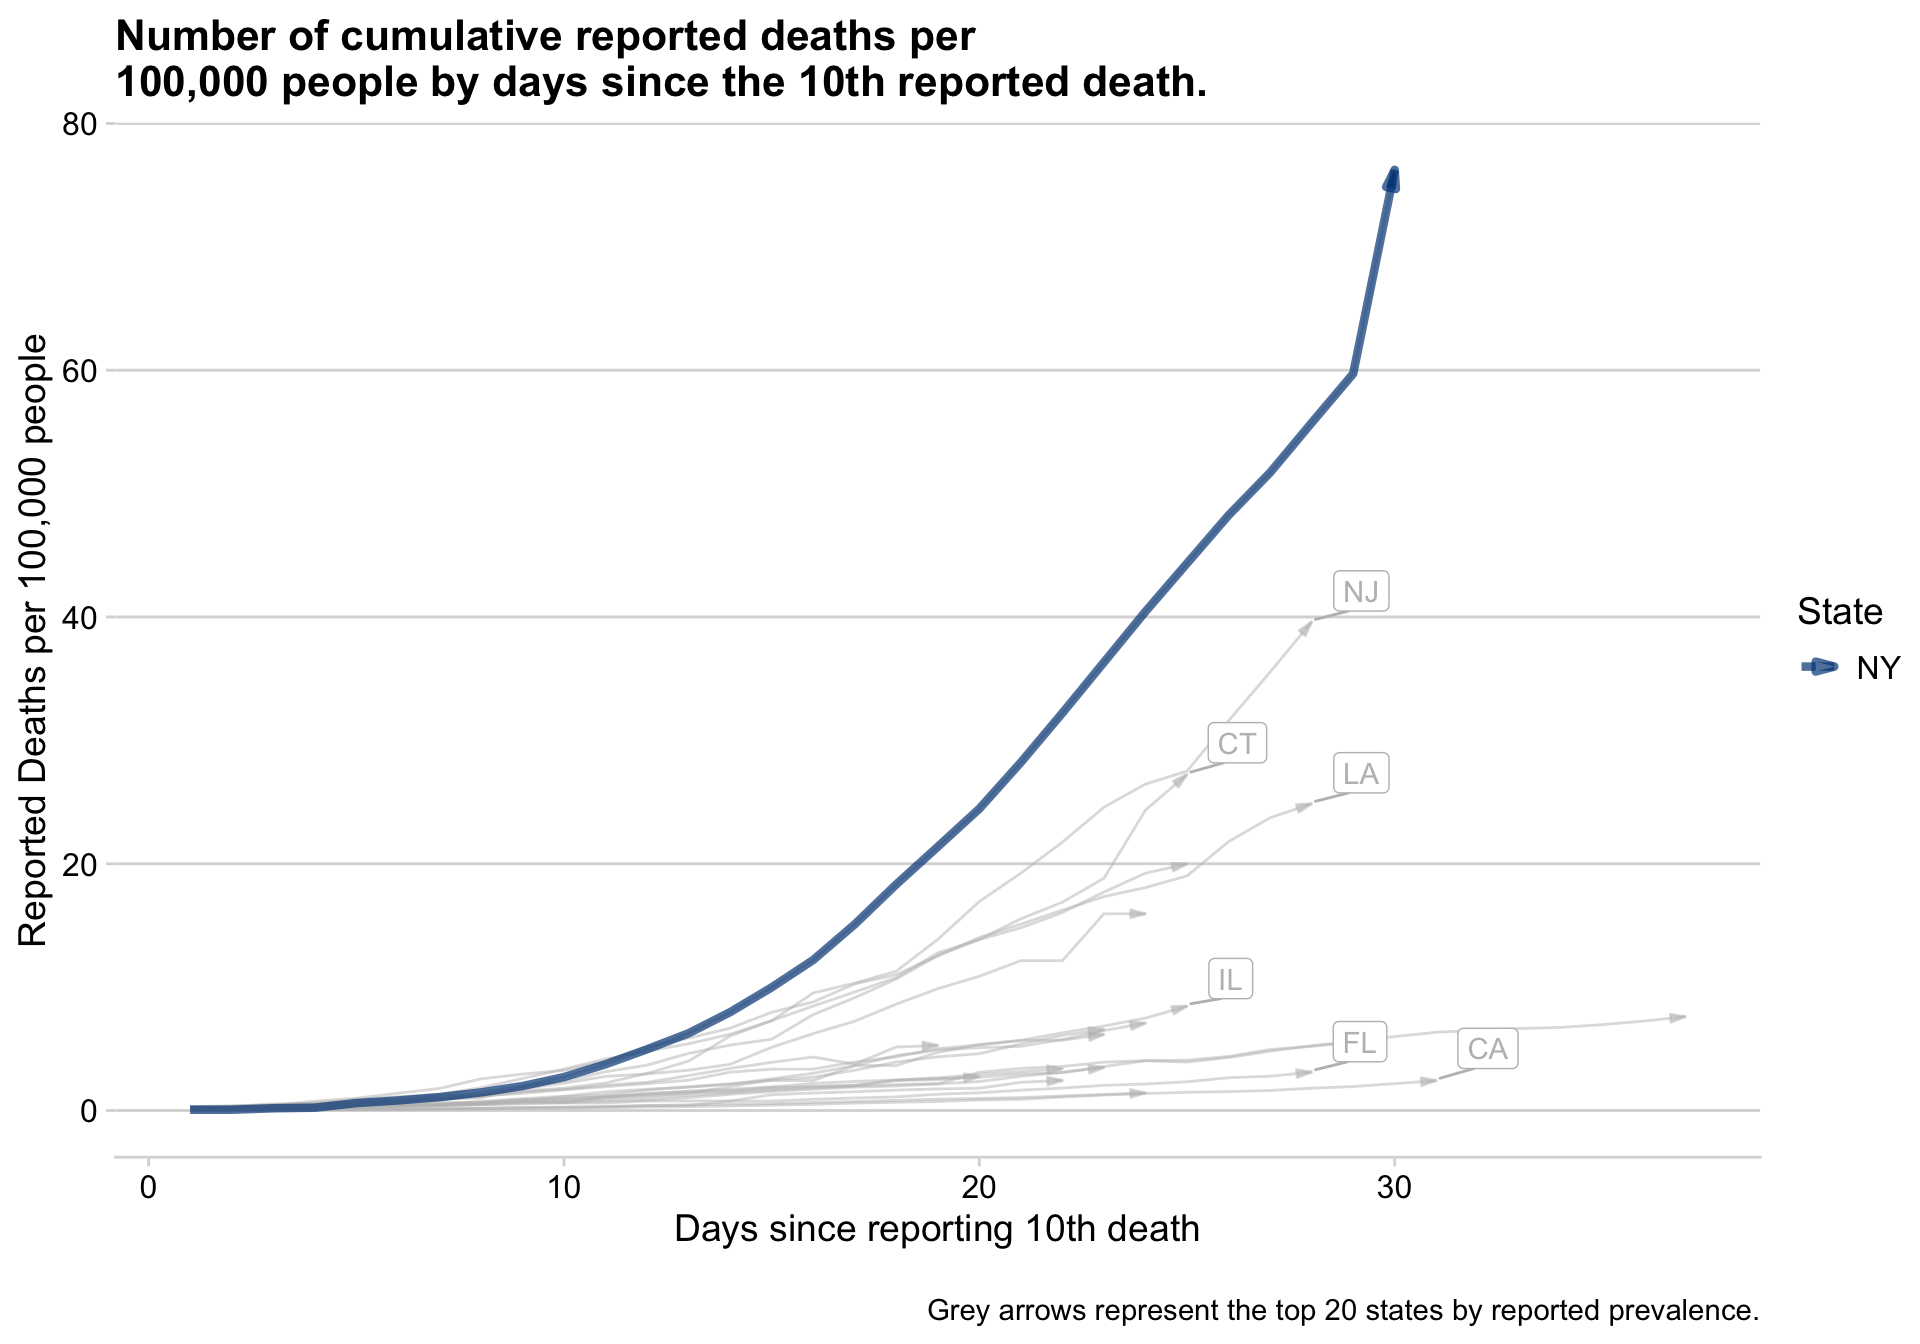 Number of cumulative reported deaths per
100,000 people by days since the 10th reported death.
Reported Deaths per 100,000 people
80
60
40
20
0
NJ
CT
LA
IL
FL
CA
State
NY
0
10
20
30
Days since reporting 10th death
Grey arrows represent the top 20 states by reported prevalence.